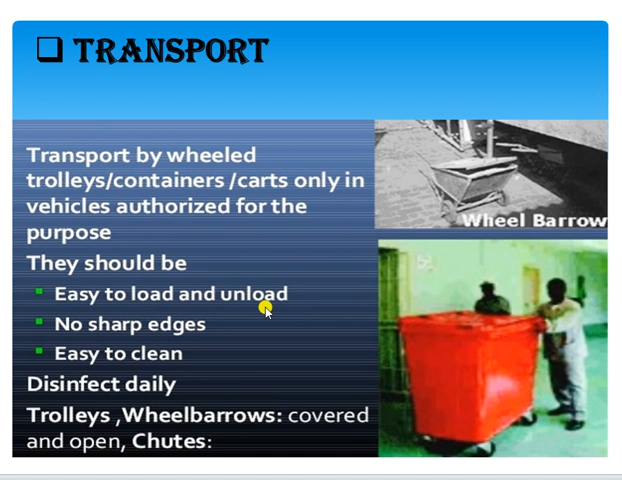 TRANSPORT
Transport by wheeled
trolleys/containers /carts only in
vehicles authorized for the
purpose
They should be
Easy to load and unload
No sharp edges
Easy to clean
Disinfect daily
Trolleys ,Wheelbarrows: covered
and open, Chutes:
Wheel Barrow